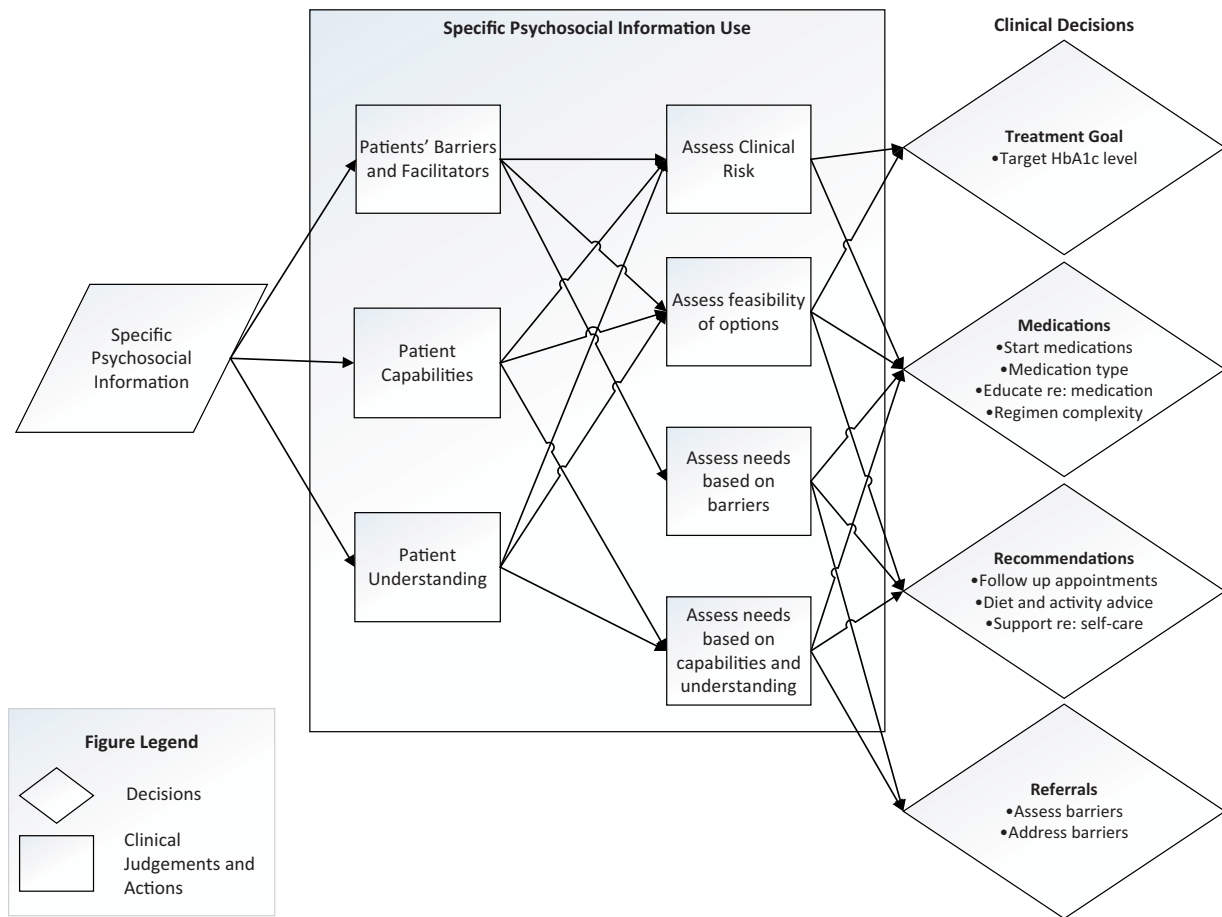 Specific Psychosocial Information Use
Clinical Decisions
Specific
Psychosocial
Information
Patients' Barriers
and Facilitators
Patient
Capabilities
Patient
Understanding
Assess Clinical
Risk
Assess feasibility
of options
Assess needs
based on
barriers
Assess needs
based on
capabilities and
understanding
Treatment Goal
•Target HbA1c level
Medications
•Start medications
•Medication type
•Educate re: medication
•Regimen complexity
Recommendations
•Follow up appointments
•Diet and activity advice
•Support re: self-care
Referrals
•Assess barriers
•Address barriers
Figure Legend
Decisions
Clinical
Judgements and
Actions